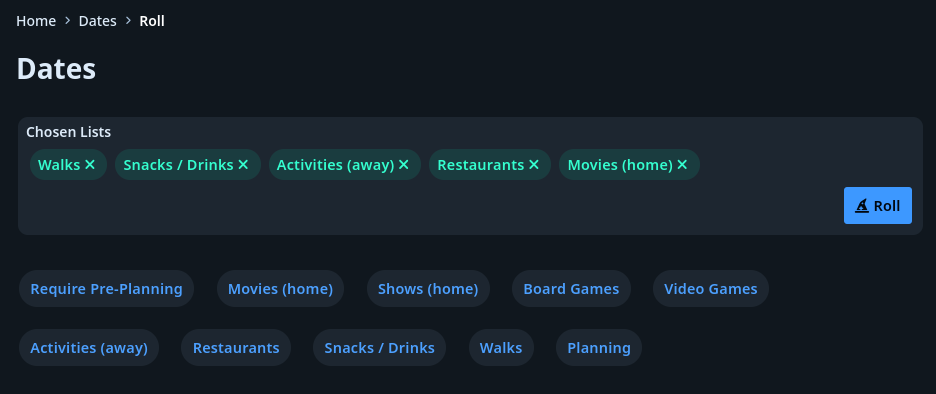 Home > Dates > Roll
Dates
Chosen Lists
Walks × Snacks / Drinks × Activities (away) × Restaurants × Movies (home) ×
Roll
Require Pre-Planning Movies (home) Shows (home) Board Games Video Games
Activities (away) Restaurants Snacks / Drinks Walks Planning